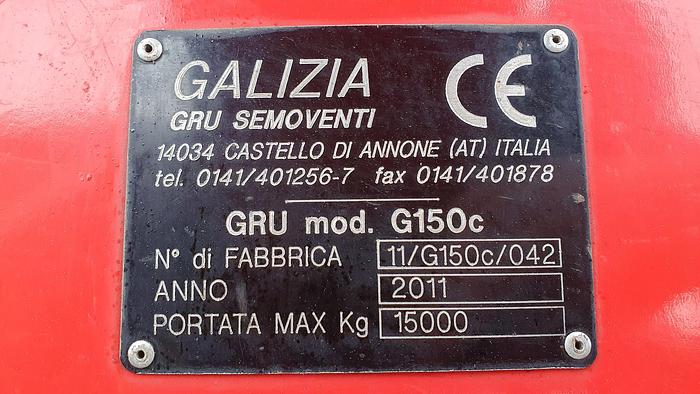 GALIZIA
CE
GRU SEMOVENTI
14034 CASTELLO DI ANNONE (AT) ITALIA
tel. 0141/401256-7 fax 0141/401878
GRU mod. G150c
N° di FABBRICA 11/G150c/042
ANNO 2011
PORTATA MAX Kg 15000